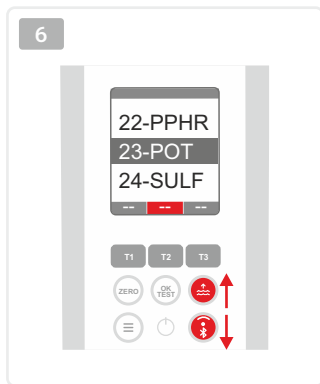 6
22-PPHR
23-POT
24-SULF
-- -- --
T1 T2 T3
ZERO OK TEST